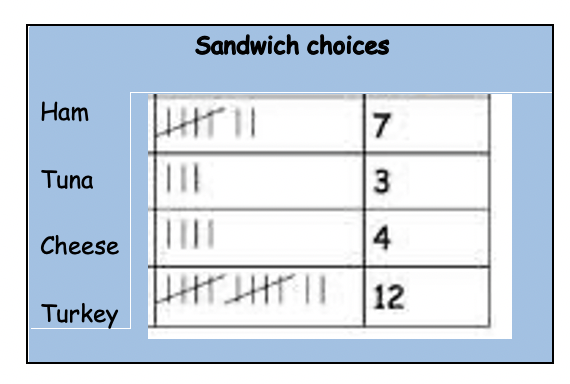 Sandwich choices
Ham 7
Tuna 3
Cheese 4
Turkey 12